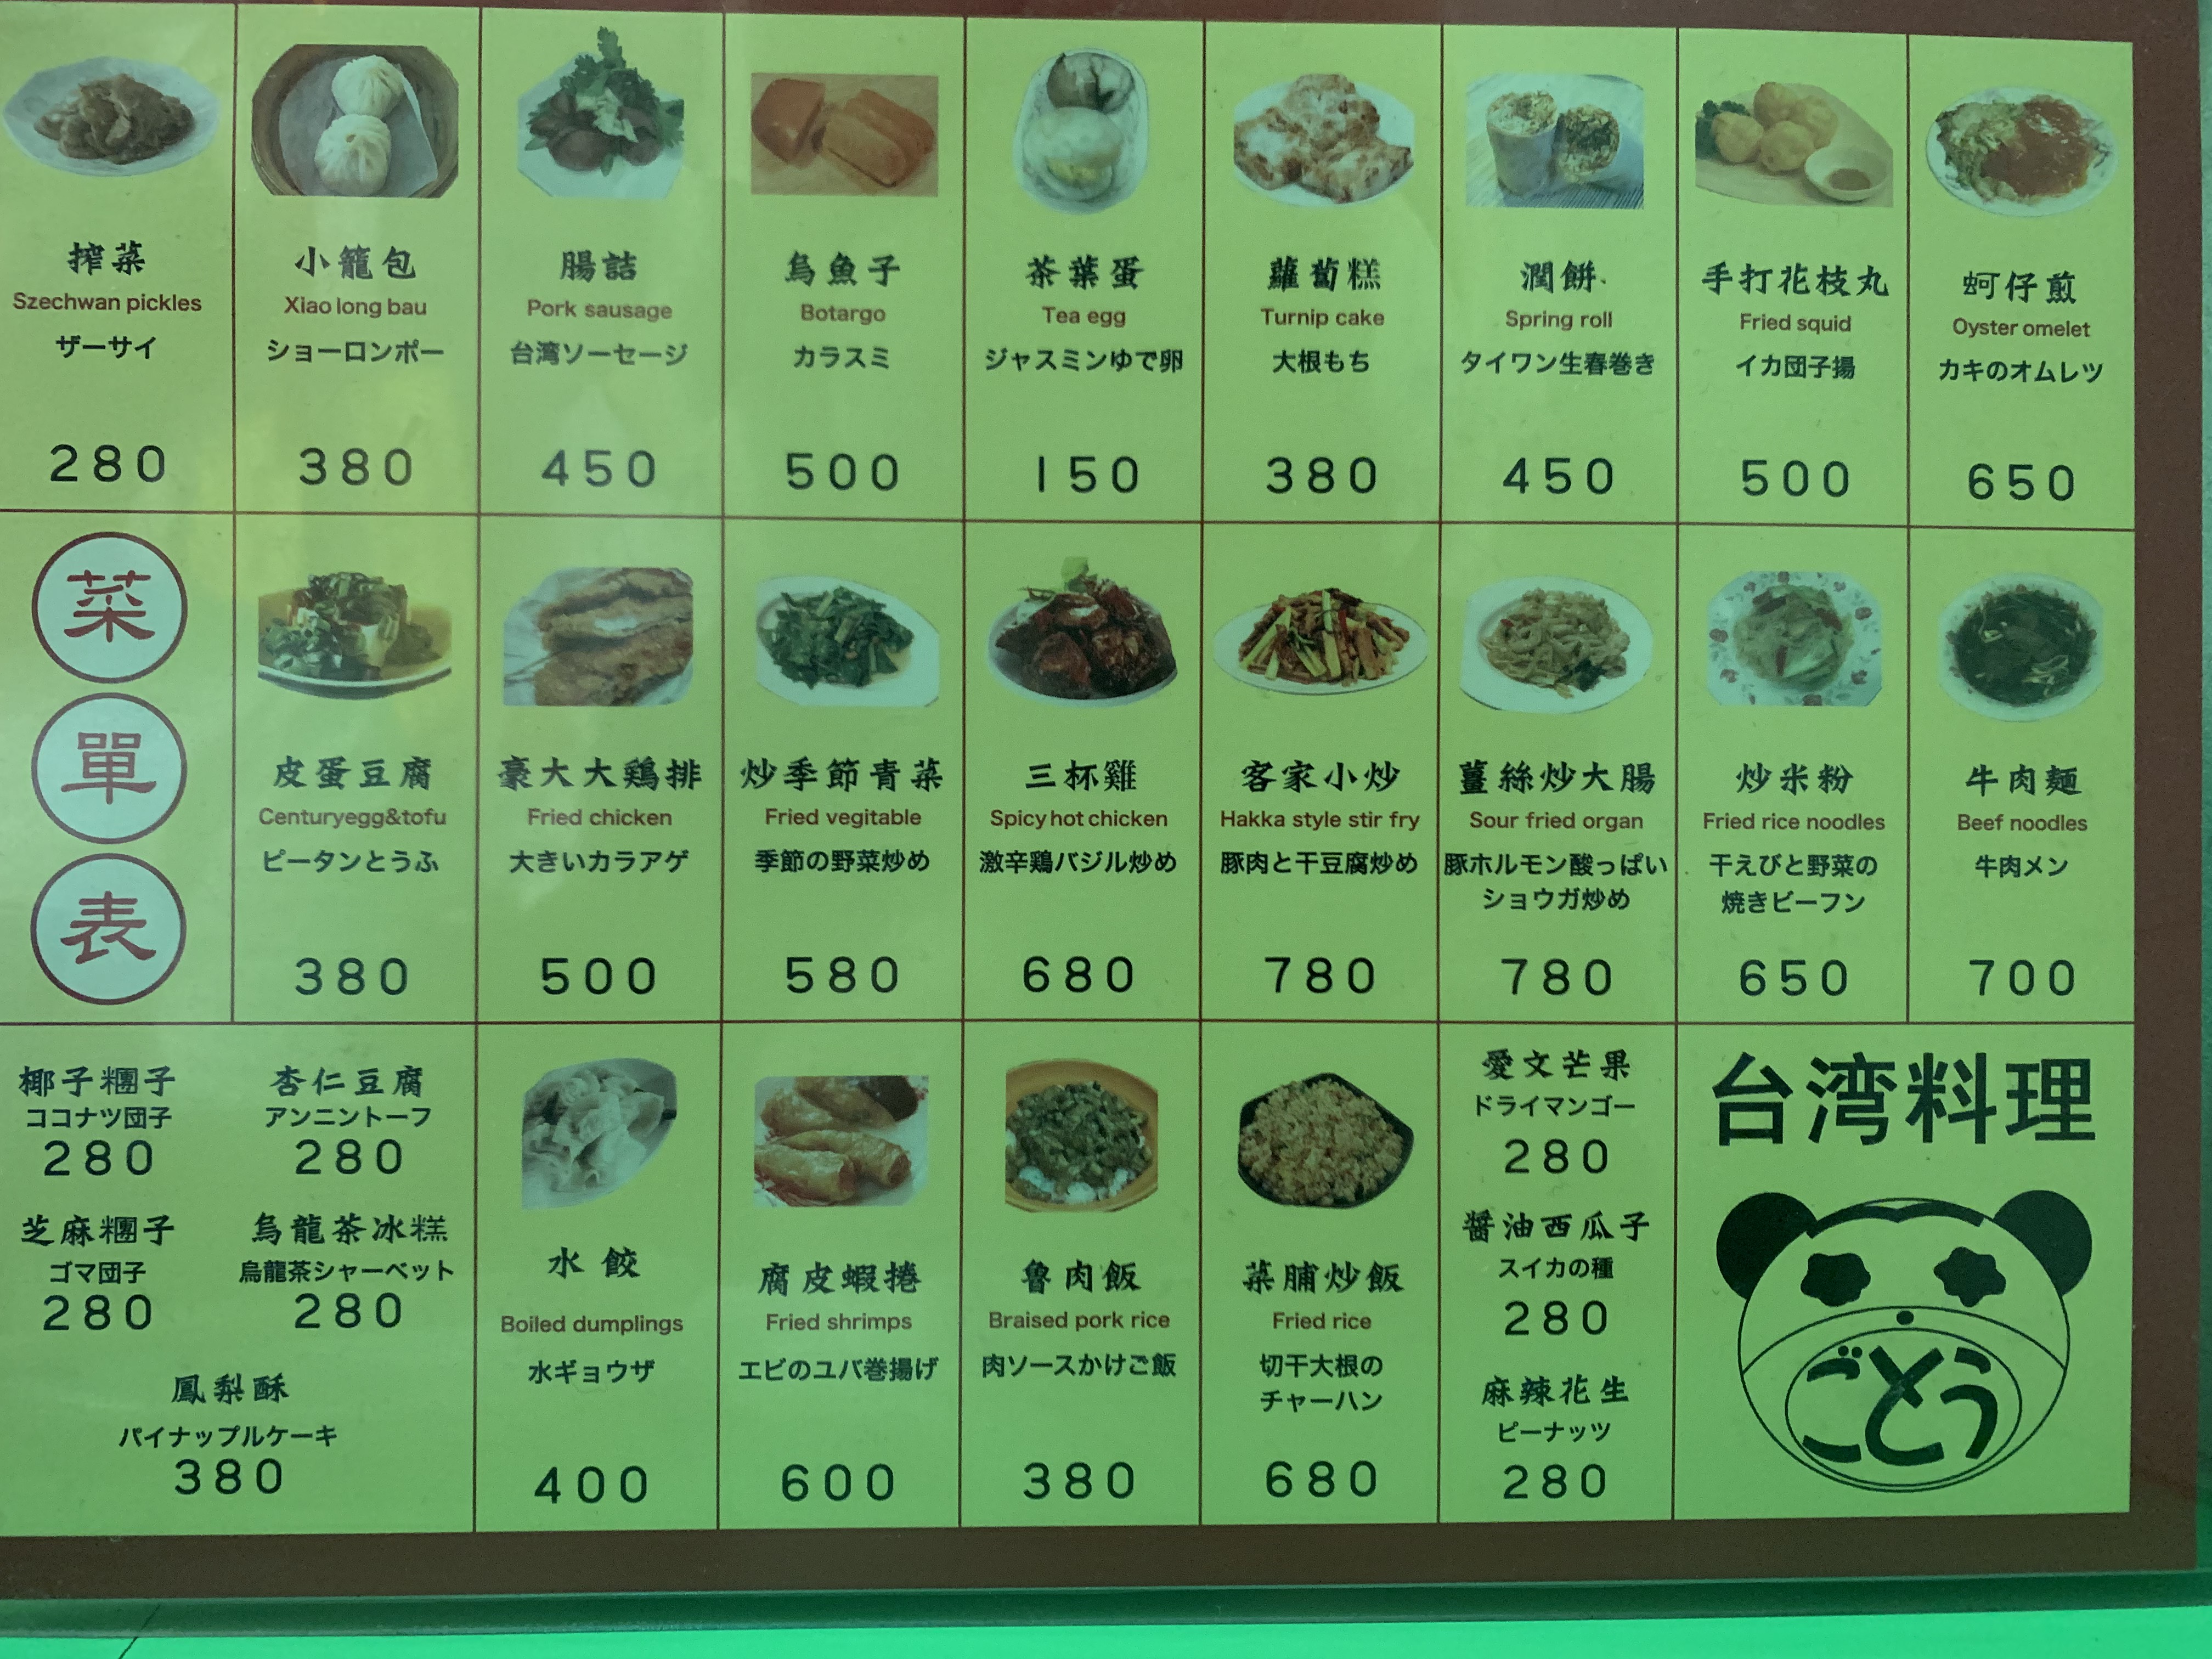 搾菜
Szechwan pickles
ザーサイ
280
小籠包
Xiao long bau
ショーロンポー
380
腸詰
Pork sausage
台湾ソーセージ
450
烏魚子
Botargo
カラスミ
500
茶葉蛋
Tea egg
ジャスミンゆで卵
150
蘿蔔糕
Turnip cake
大根もち
380
潤餅
Spring roll
タイワン生春巻き
450
手打花枝丸
Fried squid
イカ団子揚
500
蚵仔煎
Oyster omelet
カキのオムレツ
650
菜
單
表
皮蛋豆腐
Centuryegg&tofu
ピータンとうふ
380
豪大大鶏排
Fried chicken
大きいカラアゲ
500
炒季節青菜
Fried vegitable
季節の野菜炒め
580
三杯雞
Spicy hot chicken
激辛鶏バジル炒め
680
客家小炒
Hakka style stir fry
豚肉と干豆腐炒め
780
薑絲炒大腸
Sour fried organ
豚ホルモン酸っぱい
ショウガ炒め
780
炒米粉
Fried rice noodles
干えびと野菜の
焼きビーフン
650
牛肉麵
Beef noodles
牛肉メン
700
椰子糰子
ココナツ団子
280
杏仁豆腐
アンニントーフ
280
芝麻糰子
ゴマ団子
280
烏龍茶冰糕
烏龍茶シャーベット
280
鳳梨酥
パイナップルケーキ
380
水餃
Boiled dumplings
水ギョウザ
400
腐皮蝦捲
Fried shrimps
エビのユバ巻揚げ
600
魯肉飯
Braised pork rice
肉ソースかけご飯
380
菜脯炒飯
Fried rice
切干大根の
チャーハン
680
愛文芒果
ドライマンゴー
280
醬油西瓜子
スイカの種
280
麻辣花生
ピーナッツ
280
台湾料理
ごとう